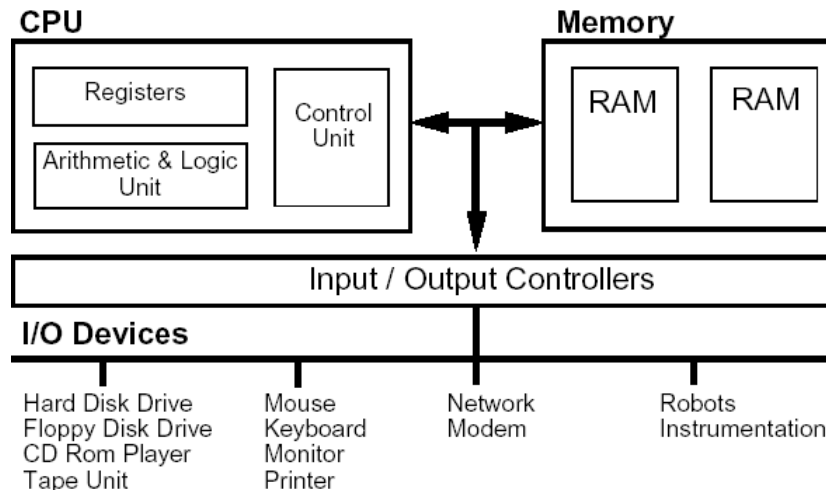 CPU
Memory
Registers
Arithmetic & Logic
Unit
Control
Unit
RAM
RAM
Input / Output Controllers
I/O Devices
Hard Disk Drive
Floppy Disk Drive
CD Rom Player
Tape Unit
Mouse
Keyboard
Monitor
Printer
Network
Modem
Robots
Instrumentation